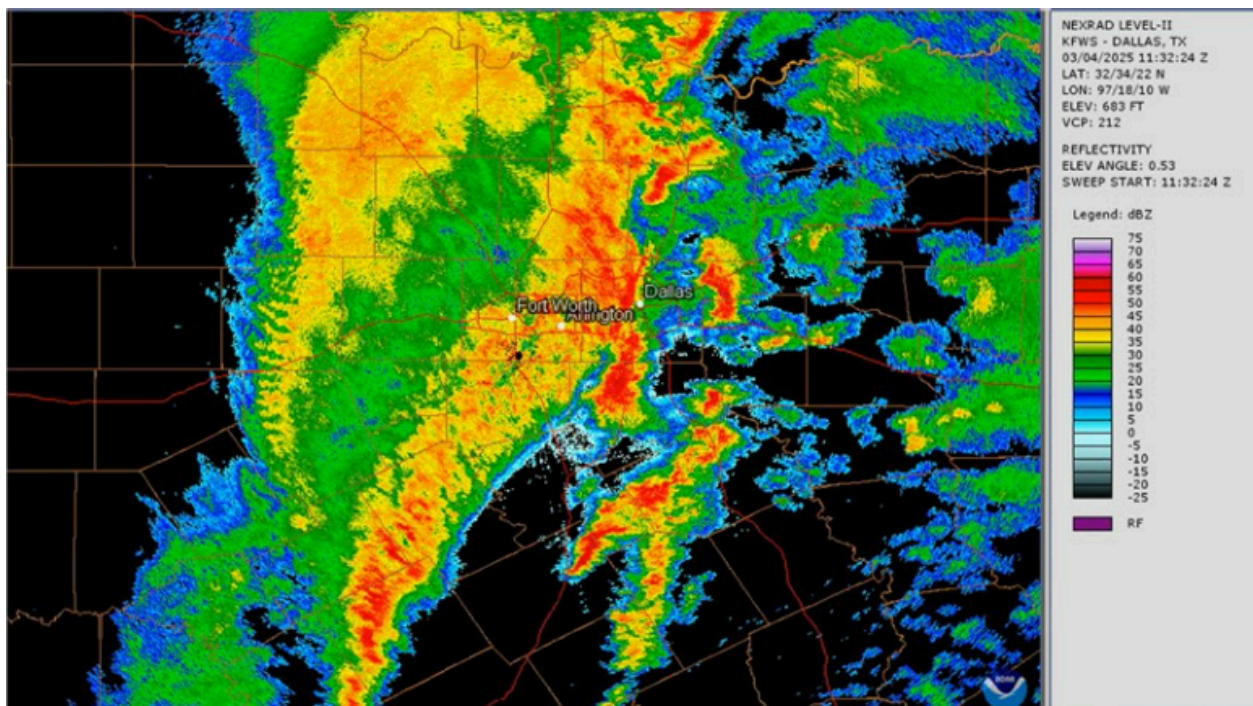 NEXRAD LEVEL-II
KFWS - DALLAS, TX
03/04/2025 11:32:24 Z
LAT: 32/34/22 N
LON: 97/18/10 W
ELEV: 683 FT
VCP: 212
REFLECTIVITY
ELEV ANGLE: 0.53
SWEEP START: 11:32:24 Z
Legend: dBZ
75
70
65
60
55
50
45
40
35
30
25
20
15
10
5
0
-5
-10
-15
-20
-25
RF
Dallas
Fort Worth
Arlington
NOAA